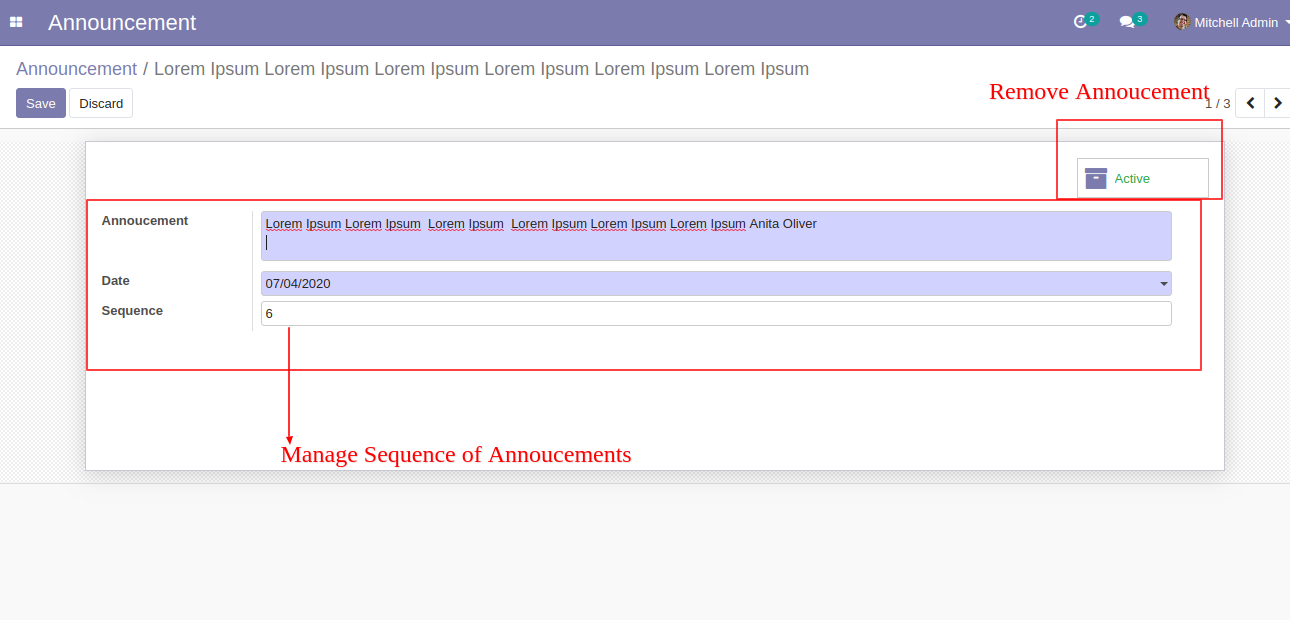 Announcement
2
3
Mitchell Admin
Announcement / Lorem Ipsum Lorem Ipsum Lorem Ipsum Lorem Ipsum Lorem Ipsum Lorem Ipsum
Remove Annoucement
Save
Discard
1 / 3
Active
Annoucement
Lorem Ipsum Lorem Ipsum  Lorem Ipsum  Lorem Ipsum Lorem Ipsum Lorem Ipsum Anita Oliver
Date
07/04/2020
Sequence
6
Manage Sequence of Annoucements